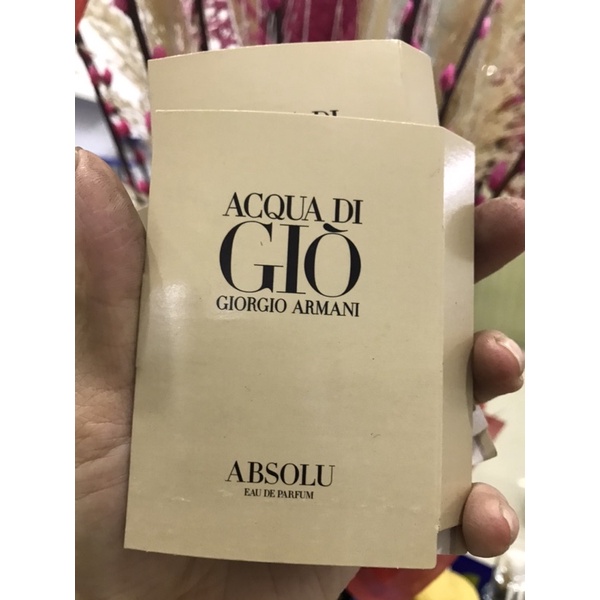 ACQUA DI
GIÒ
GIORGIO ARMANI
ABSOLU
EAU DE PARFUM